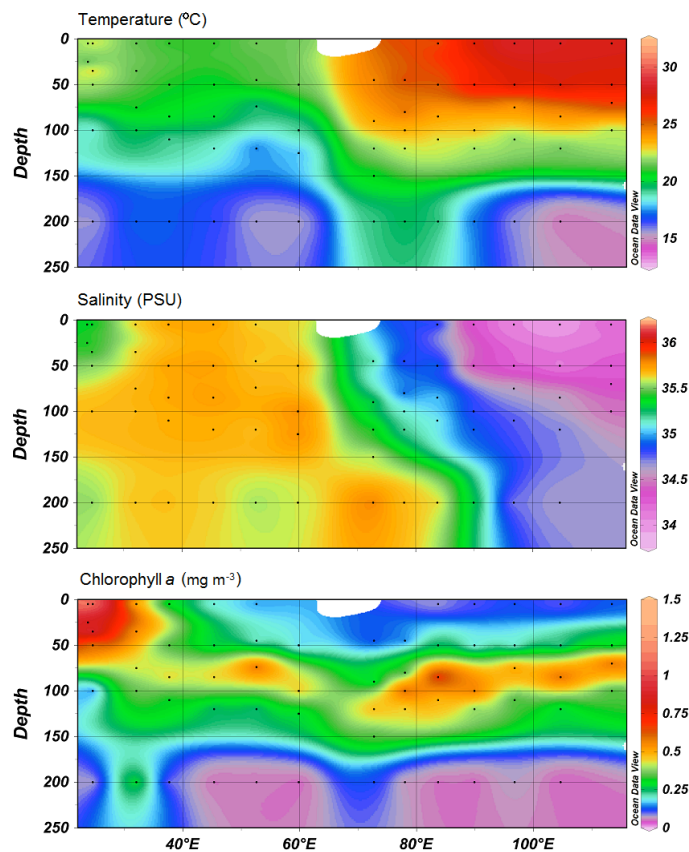 Temperature (ºC)
0
50
100
150
200
250
Depth
30
25
20
15
Ocean Data View
Salinity (PSU)
0
50
100
150
200
250
Depth
36
35.5
35
34.5
34
Ocean Data View
Chlorophyll a (mg m-3)
0
50
100
150
200
250
Depth
1.5
1.25
1
0.75
0.5
0.25
0
Ocean Data View
40°E
60°E
80°E
100°E